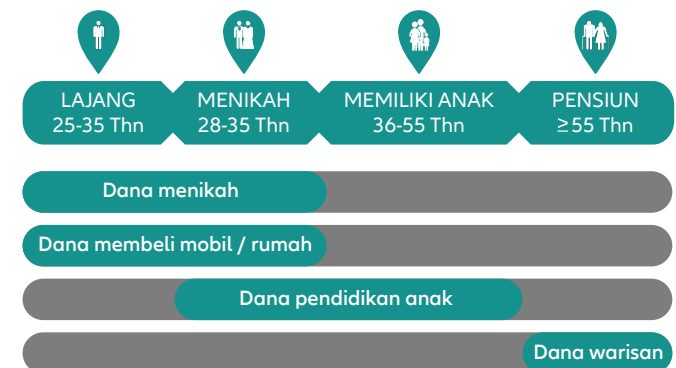 LAJANG
25-35 Thn
MENIKAH
28-35 Thn
MEMILIKI ANAK
36-55 Thn
PENSIUN
≥55 Thn
Dana menikah
Dana membeli mobil / rumah
Dana pendidikan anak
Dana warisan